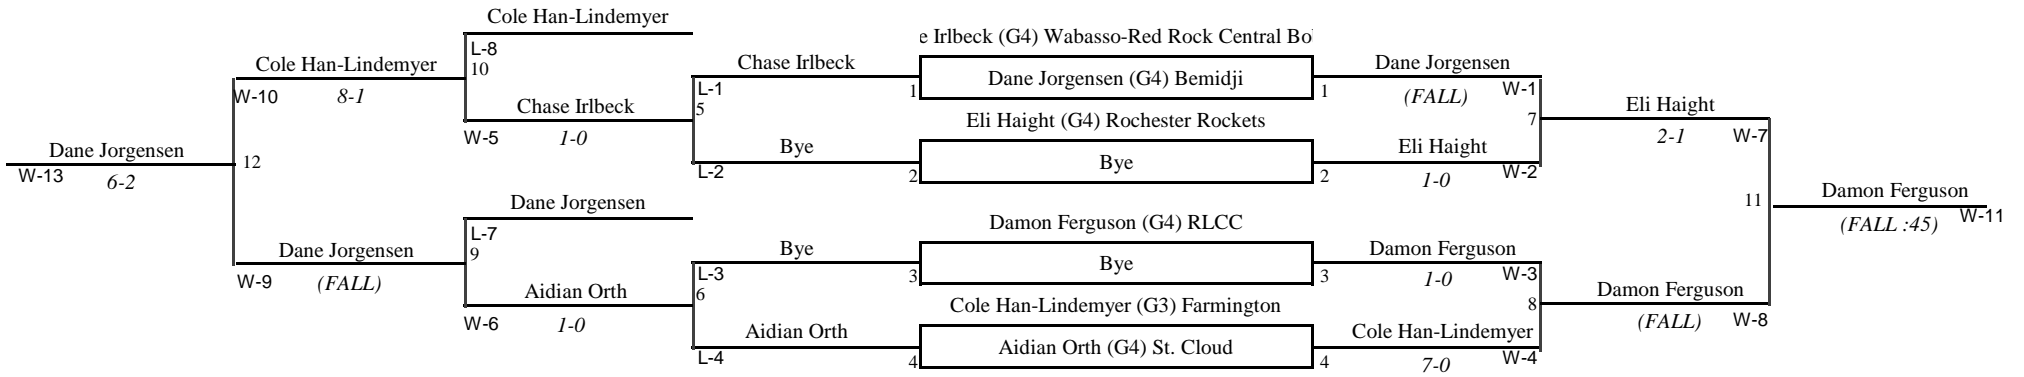 Cole Han-Lindemyer
L-8
10
Cole Han-Lindemyer
W-10
8-1
Chase Irlbeck
W-5
1-0
Dane Jorgensen
W-13
6-2
12
Dane Jorgensen
L-7
9
Dane Jorgensen
W-9
(FALL)
Aidian Orth
W-6
1-0
Chase Irlbeck
L-1
5
1
Bye
L-2
2
Bye
L-3
6
3
Aidian Orth
L-4
4
e Irlbeck (G4) Wabasso-Red Rock Central Bo
Dane Jorgensen (G4) Bemidji
Eli Haight (G4) Rochester Rockets
Bye
Damon Ferguson (G4) RLCC
Bye
Cole Han-Lindemyer (G3) Farmington
Aidian Orth (G4) St. Cloud
Dane Jorgensen
1
(FALL)
W-1
7
Eli Haight
2
1-0
W-2
Damon Ferguson
3
1-0
W-3
8
Cole Han-Lindemyer
4
7-0
W-4
Eli Haight
2-1
W-7
11
Damon Ferguson
(FALL)
W-8
Damon Ferguson
(FALL :45)
W-11